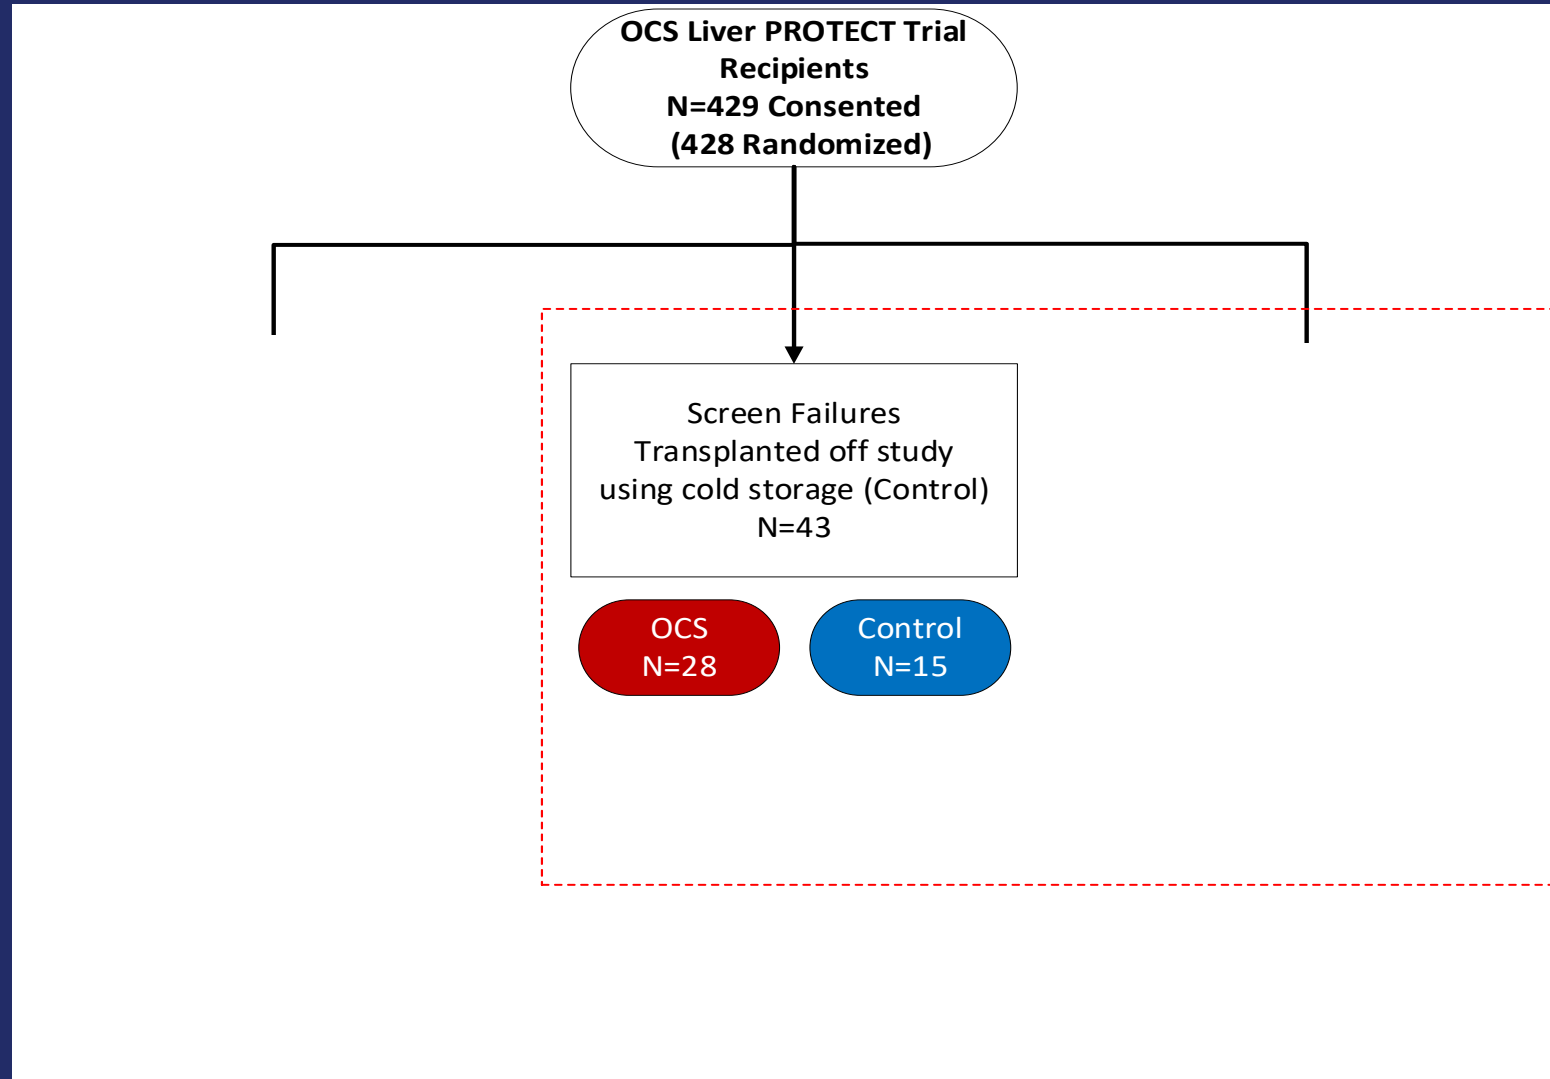 OCS Liver PROTECT Trial
Recipients
N=429 Consented
(428 Randomized)
Screen Failures
Transplanted off study
using cold storage (Control)
N=43
OCS
N=28
Control
N=15